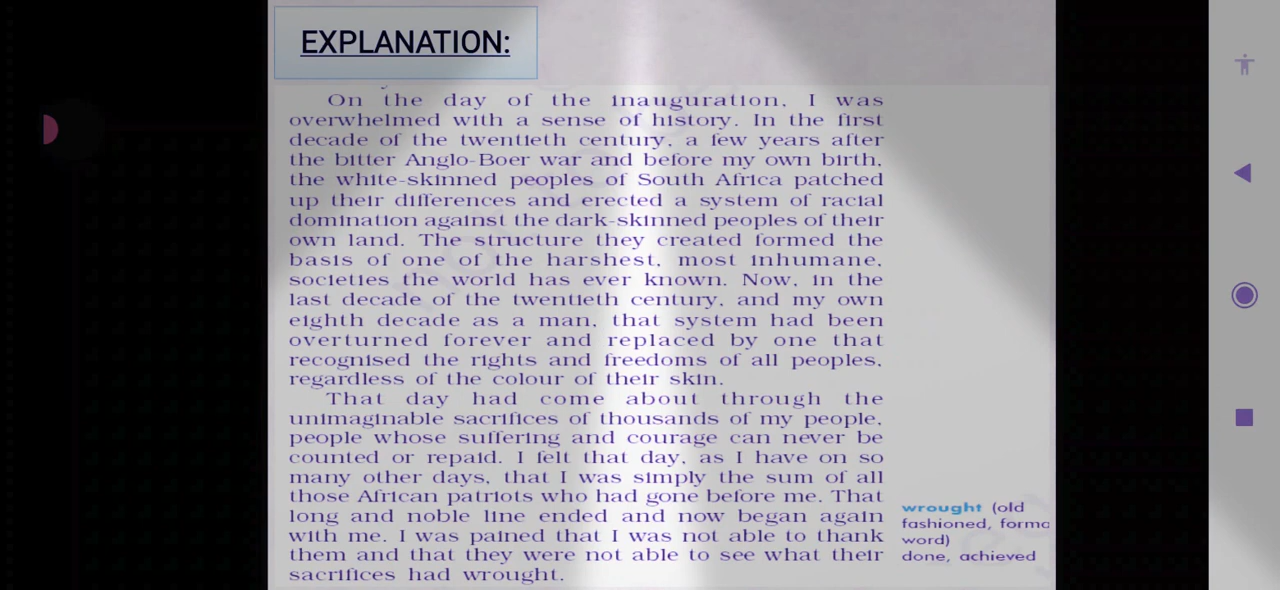 EXPLANATION:
On the day of the inauguration, I was
overwhelmed with a sense of history. In the first
decade of the twentieth century, a few years after
the bitter Anglo-Boer war and before my own birth,
the white-skinned peoples of South Africa patched
up their differences and erected a system of racial
domination against the dark-skinned peoples of their
own land. The structure they created formed the
basis of one of the harshest, most inhumane,
societies the world has ever known. Now, in the
last decade of the twentieth century, and my own
eighth decade as a man, that system had been
overturned forever and replaced by one that
recognised the rights and freedoms of all peoples,
regardless of the colour of their skin.
That day had come about through the
unimaginable sacrifices of thousands of my people,
people whose suffering and courage can never be
counted or repaid. I felt that day, as I have on so
many other days, that I was simply the sum of all
those African patriots who had gone before me. That
long and noble line ended and now began again
with me. I was pained that I was not able to thank
them and that they were not able to see what their
sacrifices had wrought.
wrought (old
fashioned, forma
word)
done, achieved